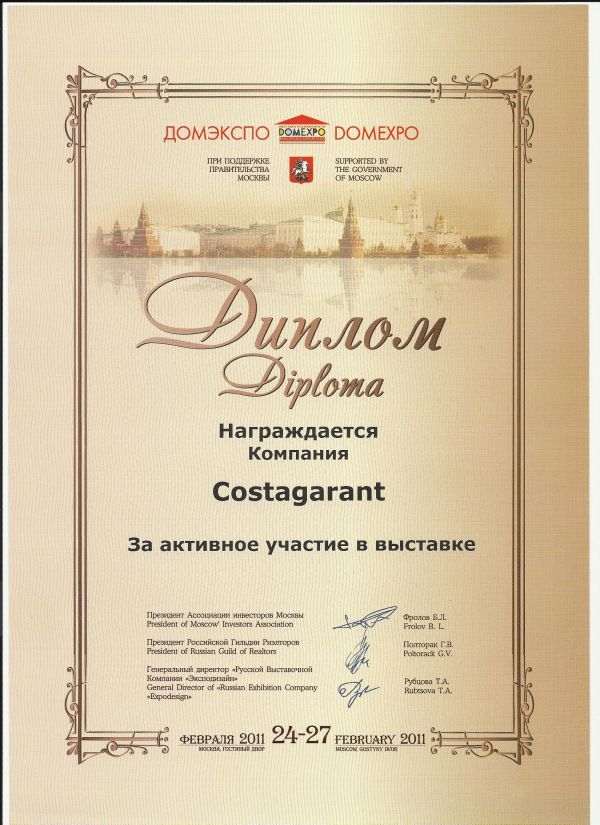 ДОМЭКСПО DOMEXPO DOMEXPO
ПРИ ПОДДЕРЖКЕ
ПРАВИТЕЛЬСТВА
МОСКВЫ
SUPPORTED BY
THE GOVERNMENT
OF MOSCOW
Диплом
Diploma
Награждается
Компания
Costagarant
За активное участие в выставке
Президент Ассоциации инвесторов Москвы
President of Moscow Investors Association
Фролов Б.Л.
Frolov B. L.
Президент Российской Гильдии Риэлторов
President of Russian Guild of Realtors
Полторак Г.В.
Poltorack G.V.
Генеральный директор «Русской Выставочной
Компании «Эксподизайн»
General Director of «Russian Exhibition Company
«Expodesign»
Рубцова Т.А.
Rubtsova T.A.
ФЕВРАЛЯ 2011 24-27 FEBRUARY 2011
МОСКВА, ГОСТИНЫЙ ДВОР
MOSCOW, GOSTYNY DVOR